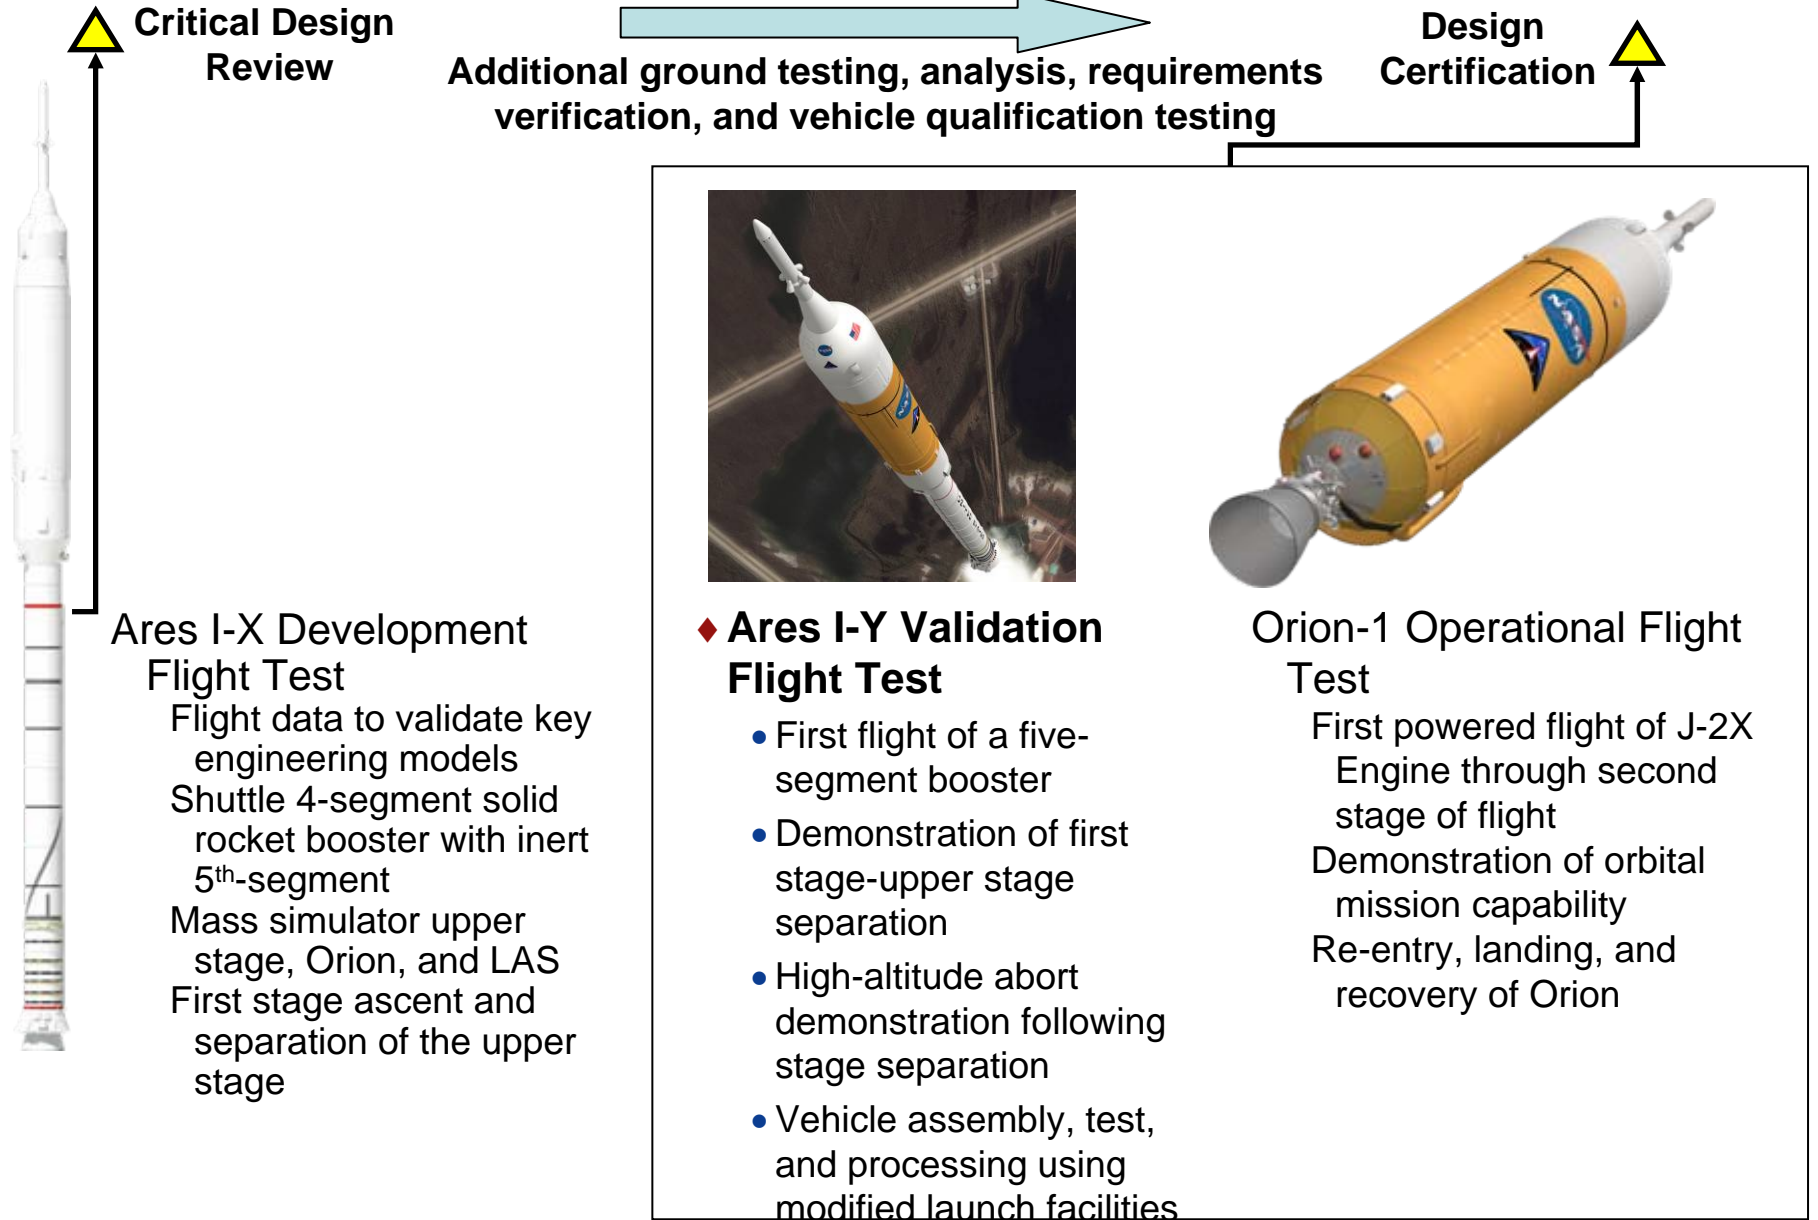 Critical Design
Review
Additional ground testing, analysis, requirements
verification, and vehicle qualification testing
Design
Certification
Ares I-X Development
Flight Test
Flight data to validate key
engineering models
Shuttle 4-segment solid
rocket booster with inert
5th-segment
Mass simulator upper
stage, Orion, and LAS
First stage ascent and
separation of the upper
stage
NASA
♦ Ares I-Y Validation
Flight Test
• First flight of a five-
segment booster
• Demonstration of first
stage-upper stage
separation
• High-altitude abort
demonstration following
stage separation
• Vehicle assembly, test,
and processing using
modified launch facilities
NASA
Orion-1 Operational Flight
Test
First powered flight of J-2X
Engine through second
stage of flight
Demonstration of orbital
mission capability
Re-entry, landing, and
recovery of Orion